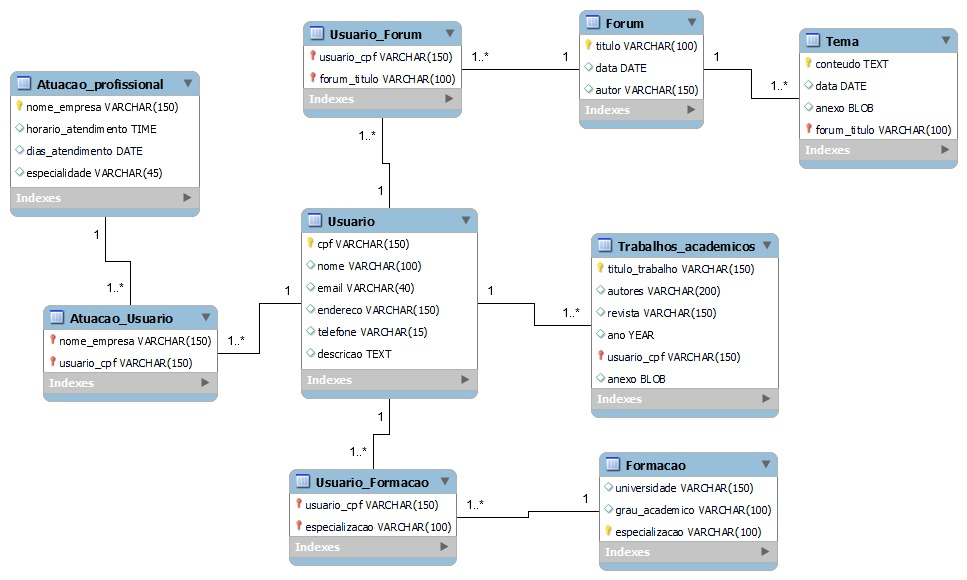 Forum
titulo VARCHAR(100)
data DATE
autor VARCHAR(150)
Indexes
Usuario_Forum
usuario_cpf VARCHAR(150)
forum_titulo VARCHAR(100)
Indexes
1..*
1
1
1..*
Tema
conteudo TEXT
data DATE
anexo BLOB
forum_titulo VARCHAR(100)
Indexes
Atuacao_profissional
nome_empresa VARCHAR(150)
horario_atendimento TIME
dias_atendimento DATE
especialidade VARCHAR(45)
Indexes
1..*
1
1
1..*
Usuario
cpf VARCHAR(150)
nome VARCHAR(100)
email VARCHAR(40)
endereco VARCHAR(150)
telefone VARCHAR(15)
descricao TEXT
Indexes
Trabalhos_academicos
titulo_trabalho VARCHAR(150)
autores VARCHAR(200)
revista VARCHAR(150)
ano YEAR
usuario_cpf VARCHAR(150)
anexo BLOB
Indexes
1
1..*
Atuacao_Usuario
nome_empresa VARCHAR(150)
usuario_cpf VARCHAR(150)
Indexes
1..*
1
1
1..*
Usuario_Formacao
usuario_cpf VARCHAR(150)
especializacao VARCHAR(100)
Indexes
1..*
1
Formacao
universidade VARCHAR(150)
grau_academico VARCHAR(100)
especializacao VARCHAR(100)
Indexes